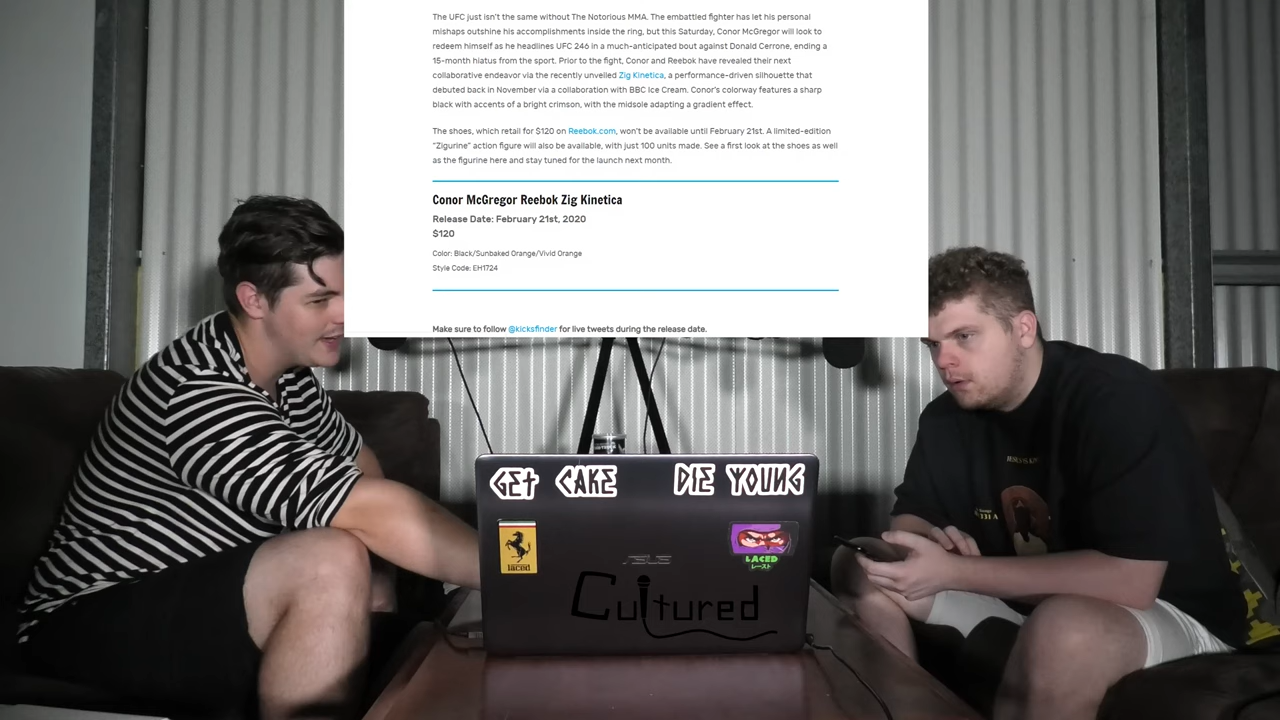 The UFC just isn't the same without The Notorious MMA. The embattled fighter has let his personal
mishaps outshine his accomplishments inside the ring, but this Saturday, Conor McGregor will look to
redeem himself as he headlines UFC 246 in a much-anticipated bout against Donald Cerrone, ending a
15-month hiatus from the sport. Prior to the fight, Conor and Reebok have revealed their next
collaborative endeavor via the recently unveiled Zig Kinetica, a performance-driven silhouette that
debuted back in November via a collaboration with BBC Ice Cream. Conor's colorway features a sharp
black with accents of a bright crimson, with the midsole adapting a gradient effect.
The shoes, which retail for $120 on Reebok.com, won't be available until February 21st. A limited-edition
"Zigurine" action figure will also be available, with just 100 units made. See a first look at the shoes as well
as the figurine here and stay tuned for the launch next month.
Conor McGregor Reebok Zig Kinetica
Release Date: February 21st, 2020
$120
Color: Black/Sunbaked Orange/Vivid Orange
Style Code: EH1724
Make sure to follow @kicksfinder for live tweets during the release date.
GET CAKE DIE YOUNG
laced
LACED
レースト
ASUS
Cultured